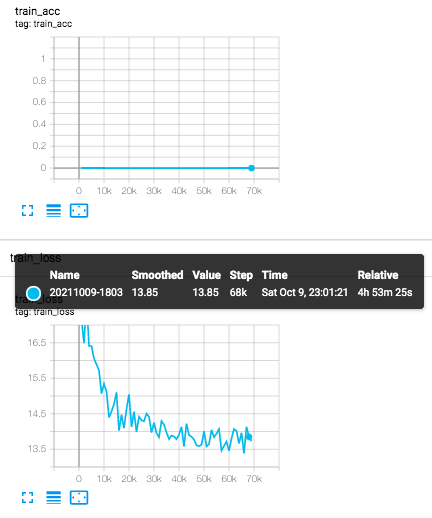 train_acc
tag: train_acc
1
0.8
0.6
0.4
0.2
0
0 10k 20k 30k 40k 50k 60k 70k
train_loss
Name Smoothed Value Step Time Relative
20211009-1803 13.85 13.85 68k Sat Oct 9, 23:01:21 4h 53m 25s
train_loss
tag: train_loss
16.5
15.5
14.5
13.5
0 10k 20k 30k 40k 50k 60k 70k